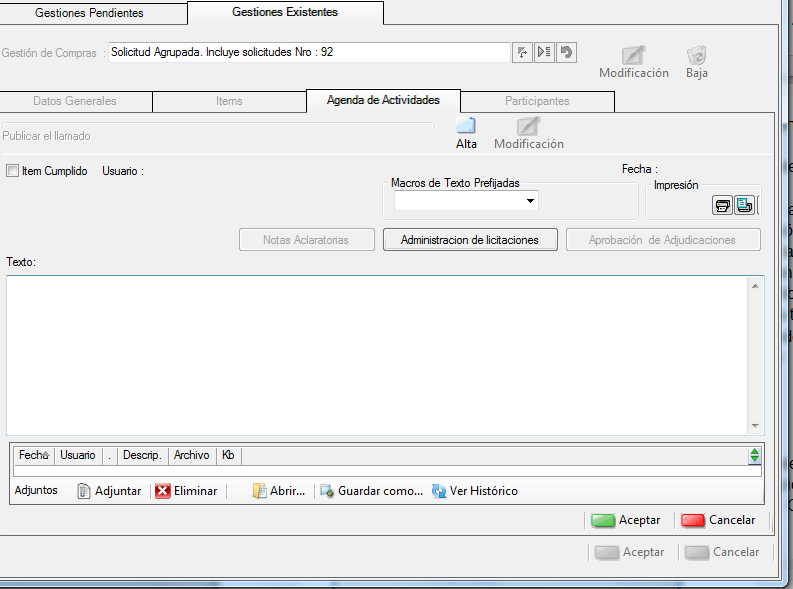 Gestiones Pendientes Gestiones Existentes
Gestión de Compras : Solicitud Agrupada. Incluye solicitudes Nro : 92
Modificación Baja
Datos Generales Items Agenda de Actividades Participantes
Publicar el llamado
Alta Modificación
Item Cumplido Usuario : Fecha :
Macros de Texto Prefijadas Impresión
Notas Aclaratorias Administracion de licitaciones Aprobación de Adjudicaciones
Texto:
Fecha Usuario . Descrip. Archivo Kb
Adjuntos Adjuntar Eliminar Abrir... Guardar como... Ver Histórico
Aceptar Cancelar
Aceptar Cancelar